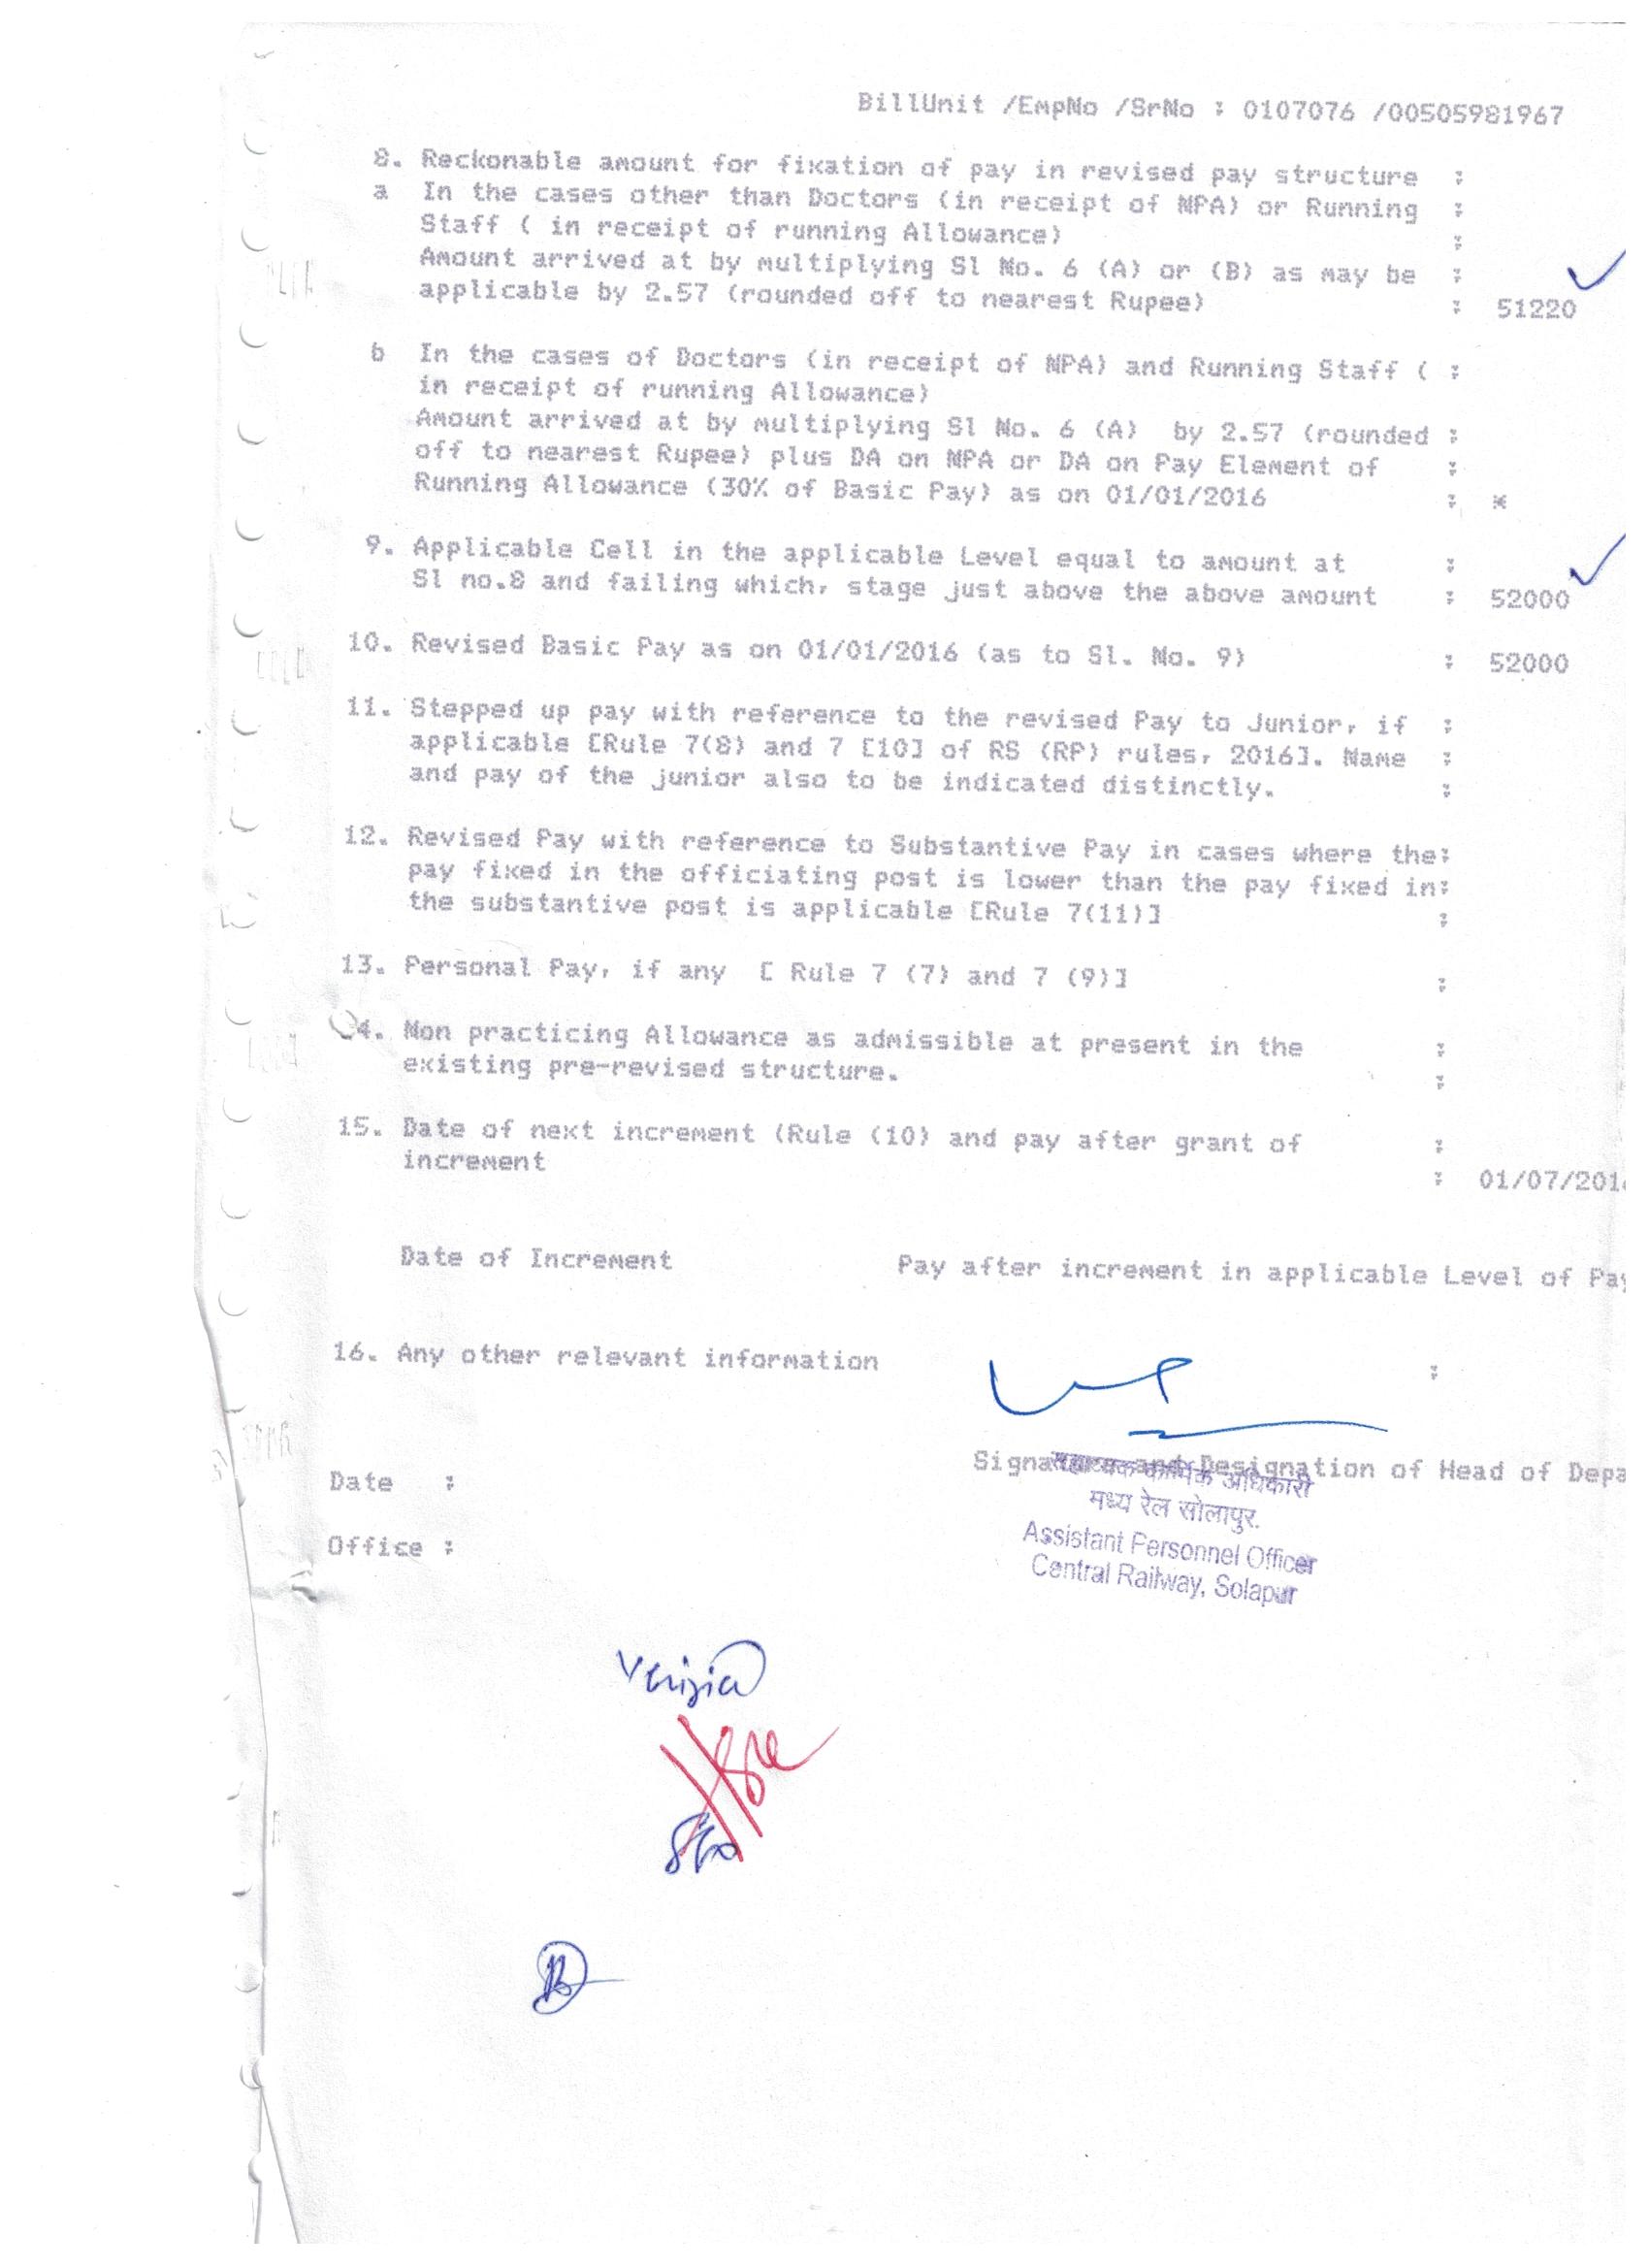 BillUnit /EmpNo /SrNo : 0107076 /00505981967
8. Reckonable amount for fixation of pay in revised pay structure :
a In the cases other than Doctors (in receipt of NPA) or Running :
Staff ( in receipt of running Allowance) :
Amount arrived at by multiplying Sl No. 6 (A) or (B) as may be :
applicable by 2.57 (rounded off to nearest Rupee) : 51220
b In the cases of Doctors (in receipt of NPA) and Running Staff ( :
in receipt of running Allowance)
Amount arrived at by multiplying Sl No. 6 (A) by 2.57 (rounded :
off to nearest Rupee) plus DA on NPA or DA on Pay Element of :
Running Allowance (30% of Basic Pay) as on 01/01/2016 : *
9. Applicable Cell in the applicable Level equal to amount at :
Sl no.8 and failing which, stage just above the above amount : 52000
10. Revised Basic Pay as on 01/01/2016 (as to Sl. No. 9) : 52000
11. Stepped up pay with reference to the revised Pay to Junior, if :
applicable [Rule 7(8) and 7 [10] of RS (RP) rules, 2016]. Name :
and pay of the junior also to be indicated distinctly. :
12. Revised Pay with reference to Substantive Pay in cases where the:
pay fixed in the officiating post is lower than the pay fixed in:
the substantive post is applicable [Rule 7(11)] :
13. Personal Pay, if any [ Rule 7 (7) and 7 (9)] :
4. Non practicing Allowance as admissible at present in the :
existing pre-revised structure. :
15. Date of next increment (Rule (10) and pay after grant of :
increment : 01/07/201
Date of Increment Pay after increment in applicable Level of Pay
16. Any other relevant information :
Signature and Designation of Head of Depa
सहायक कार्मिक अधिकारी
Date :
मध्य रेल सोलापुर.
Assistant Personnel Officer
Office :
Central Railway, Solapur